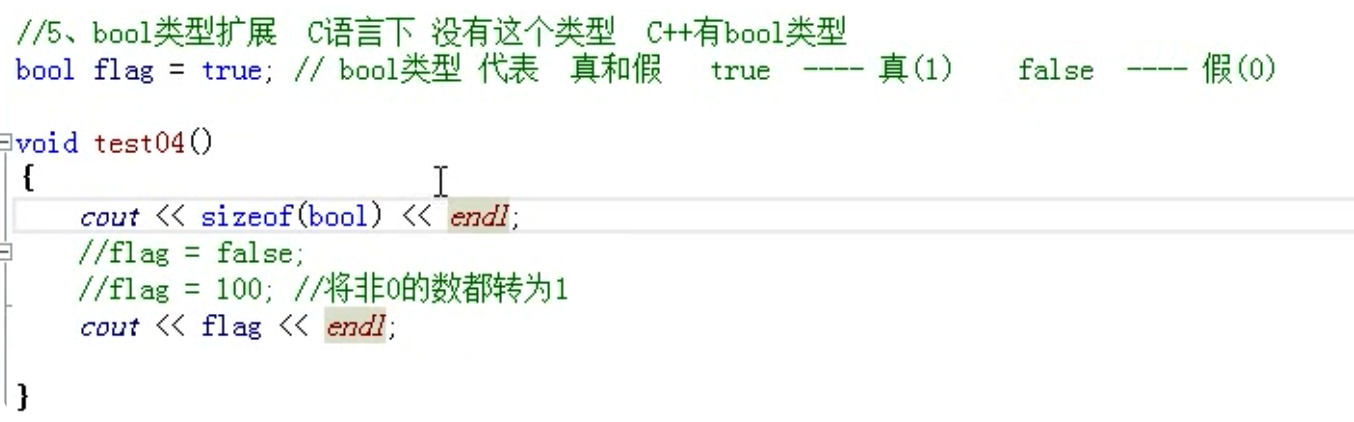 //5、bool类型扩展  C语言下 没有这个类型  C++有bool类型
bool flag = true; // bool类型 代表  真和假   true  ---- 真(1)    false  ---- 假(0)
void test04()
{
    cout << sizeof(bool) << endl;
    //flag = false;
    //flag = 100; //将非0的数都转为1
    cout << flag << endl;
}